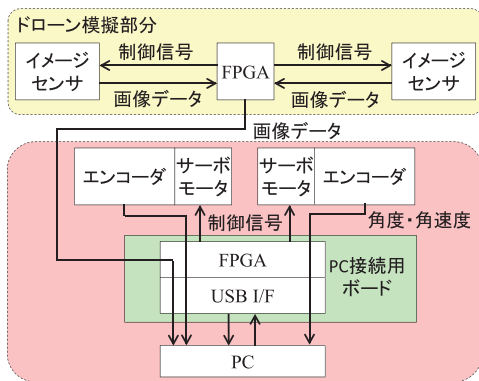 ドローン模擬部分
イメージ
センサ
制御信号
画像データ
FPGA
制御信号
画像データ
イメージ
センサ
画像データ
エンコーダ
サーボ
モータ
サーボ
モータ
エンコーダ
制御信号
角度・角速度
FPGA
USB I/F
PC接続用
ボード
PC